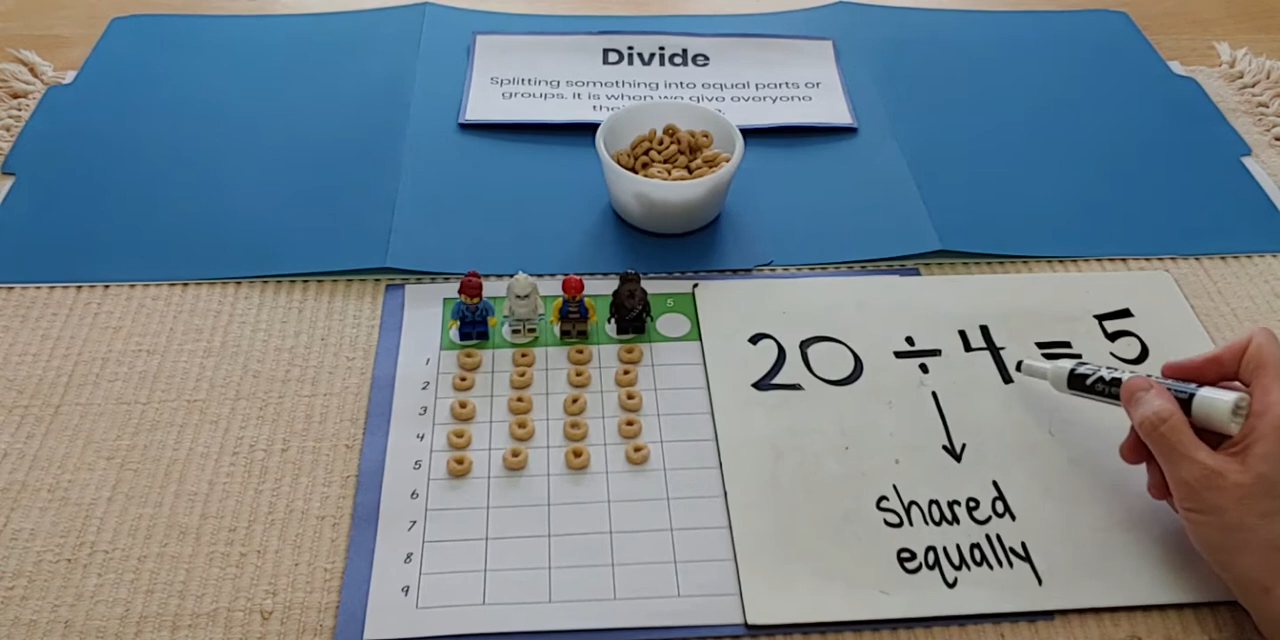 Divide
Splitting something into equal parts or
groups. It is when we give everyone
5
1
2
3
4
5
6
7
8
9
20 ÷ 4 = 5
shared
equally